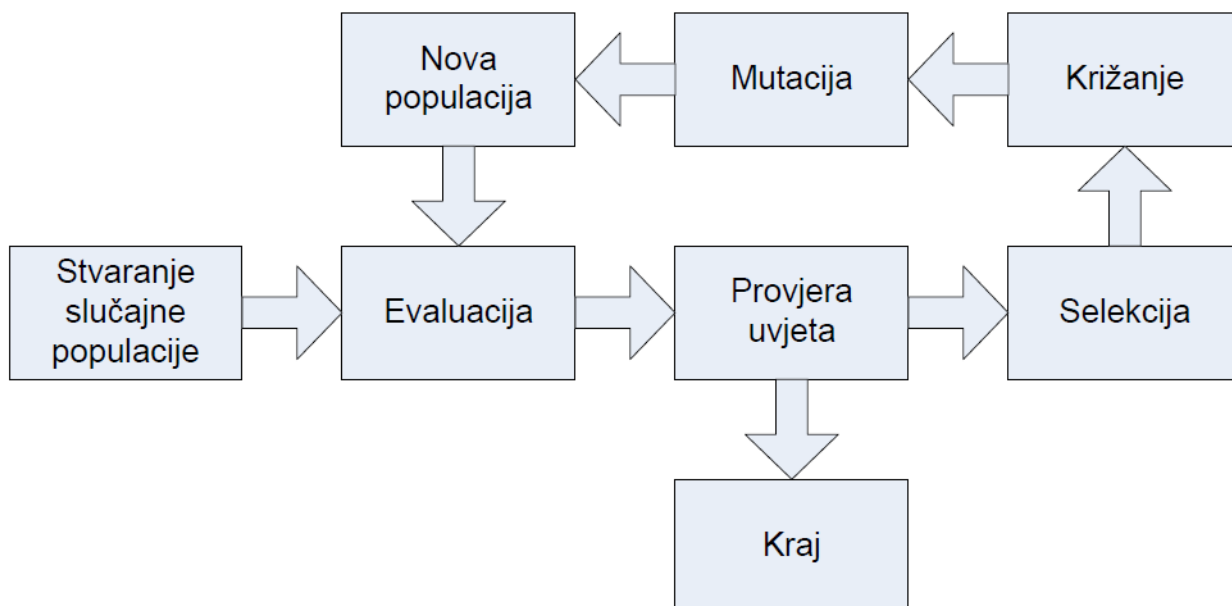 Nova
populacija
Mutacija
Križanje
Stvaranje
slučajne
populacije
Evaluacija
Provjera
uvjeta
Selekcija
Kraj